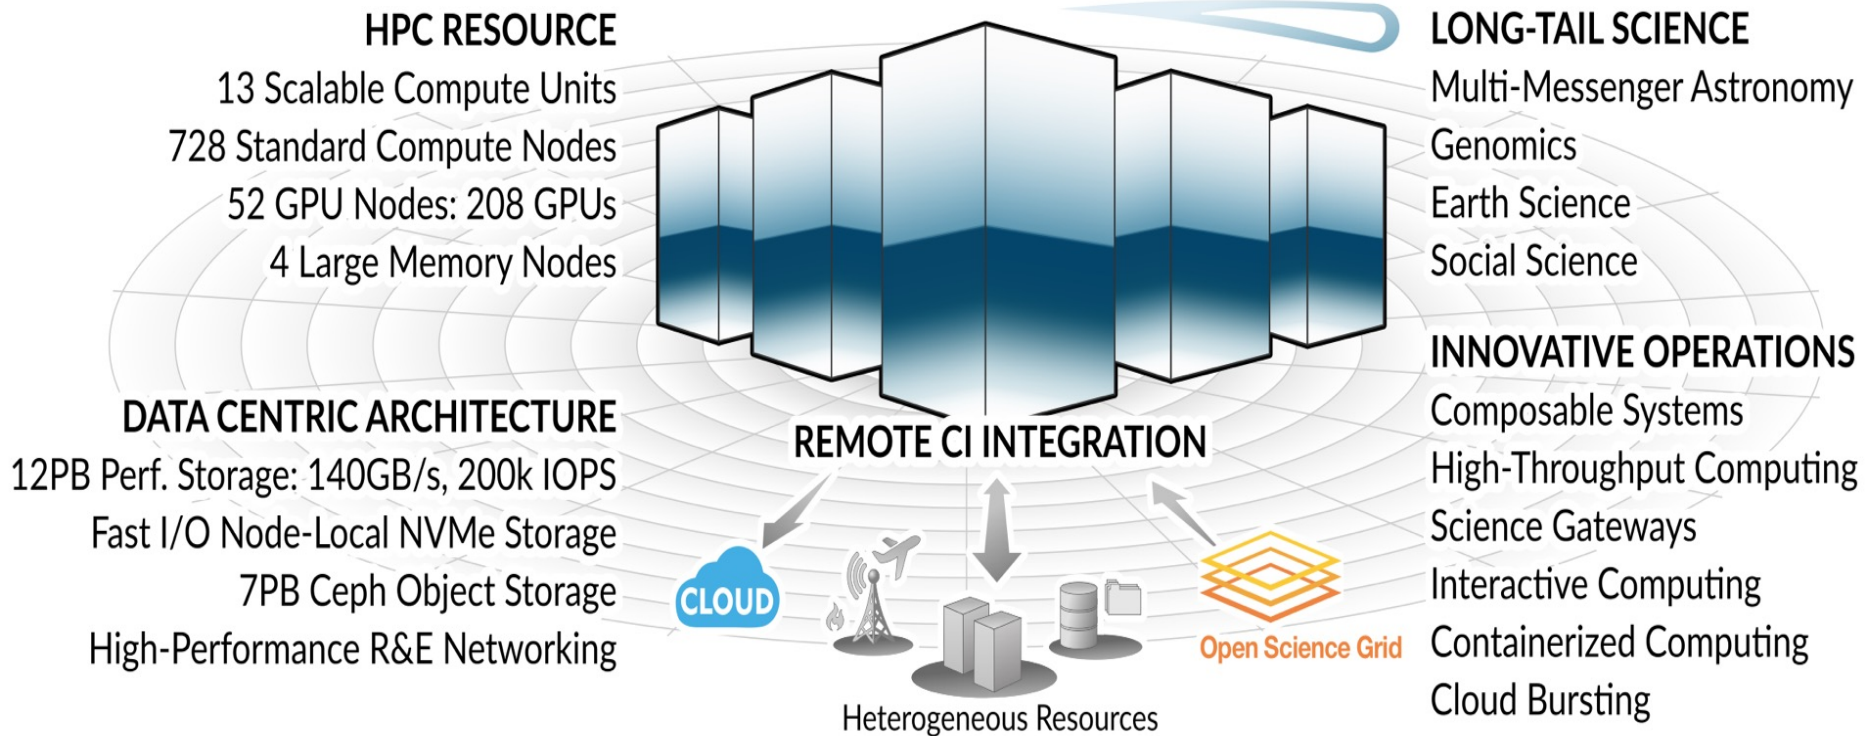 HPC RESOURCE
13 Scalable Compute Units
728 Standard Compute Nodes
52 GPU Nodes: 208 GPUs
4 Large Memory Nodes
DATA CENTRIC ARCHITECTURE
12PB Perf. Storage: 140GB/s, 200k IOPS
Fast I/O Node-Local NVMe Storage
7PB Ceph Object Storage
High-Performance R&E Networking
REMOTE CI INTEGRATION
CLOUD
Heterogeneous Resources
Open Science Grid
LONG-TAIL SCIENCE
Multi-Messenger Astronomy
Genomics
Earth Science
Social Science
INNOVATIVE OPERATIONS
Composable Systems
High-Throughput Computing
Science Gateways
Interactive Computing
Containerized Computing
Cloud Bursting